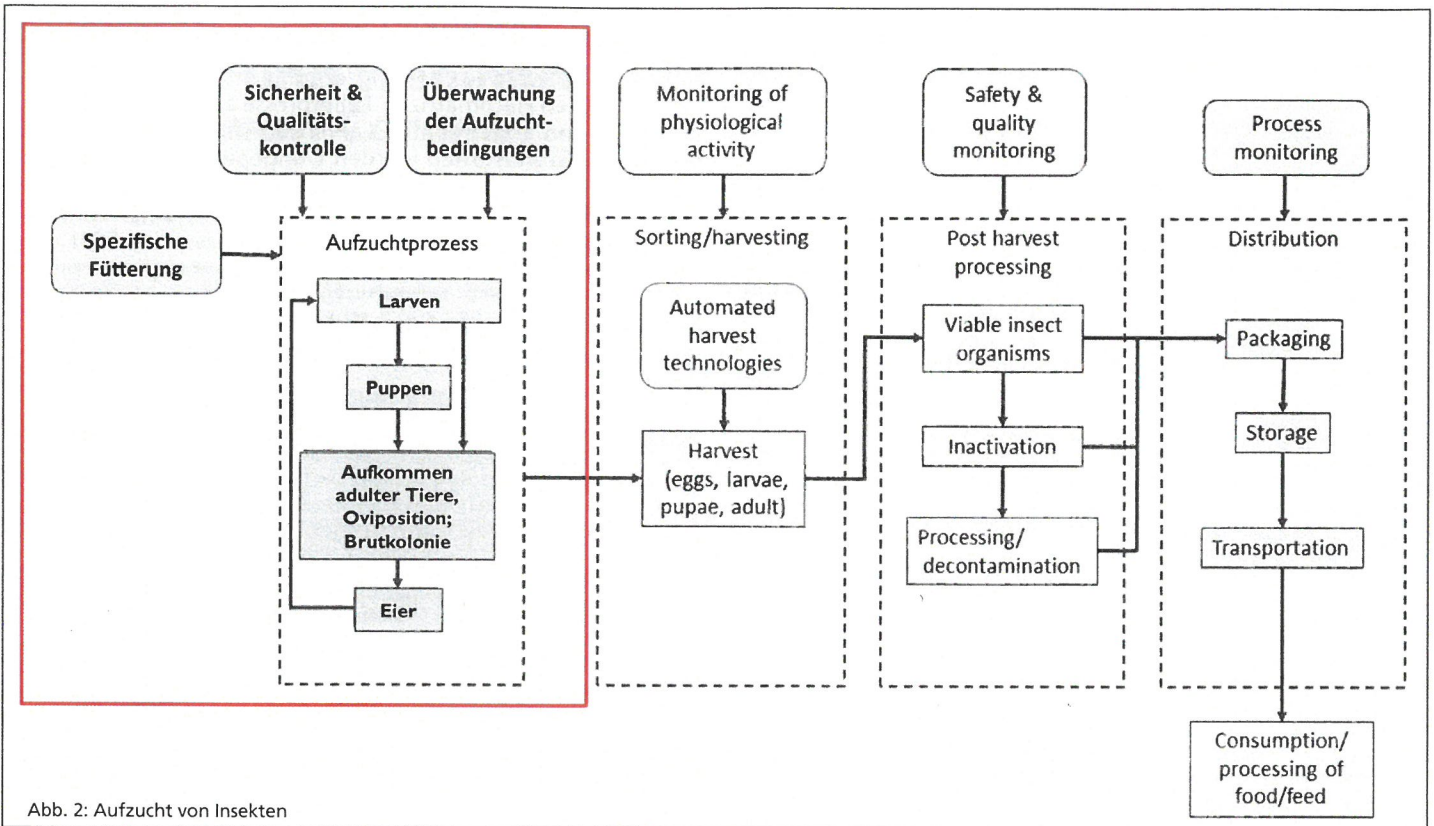 Sicherheit &
Qualitäts-
kontrolle
Überwachung
der Aufzucht-
bedingungen
Spezifische
Fütterung
Aufzuchtprozess
Larven
Puppen
Aufkommen
adulter Tiere,
Oviposition;
Brutkolonie
Eier
Monitoring of
physiological
activity
Sorting/harvesting
Automated
harvest
technologies
Harvest
(eggs, larvae,
pupae, adult)
Safety &
quality
monitoring
Post harvest
processing
Viable insect
organisms
Inactivation
Processing/
decontamination
Process
monitoring
Distribution
Packaging
Storage
Transportation
Consumption/
processing of
food/feed
Abb. 2: Aufzucht von Insekten